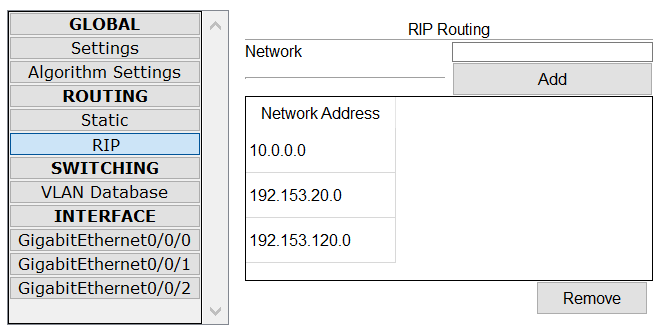 GLOBAL
Settings
Algorithm Settings
ROUTING
Static
RIP
SWITCHING
VLAN Database
INTERFACE
GigabitEthernet0/0/0
GigabitEthernet0/0/1
GigabitEthernet0/0/2
RIP Routing
Network
Add
Network Address
10.0.0.0
192.153.20.0
192.153.120.0
Remove